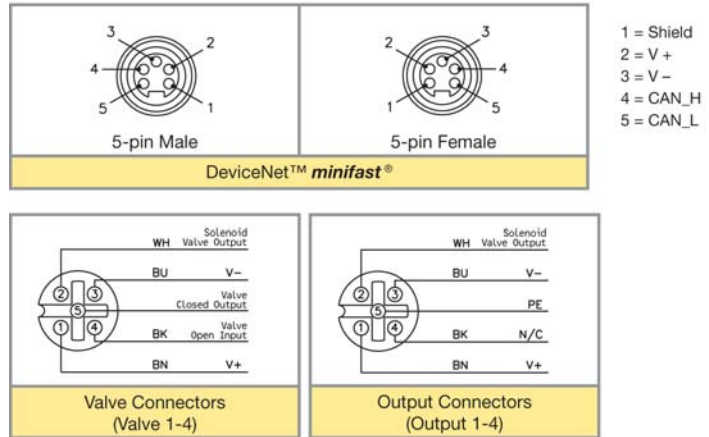 3
2
4
5
1
5-pin Male
3
2
4
1
5
5-pin Female
DeviceNet™ minifast®
1 = Shield
2 = V +
3 = V –
4 = CAN_H
5 = CAN_L
Solenoid
WH Valve Output
BU V–
Valve
Closed Output
Valve
BK Open Input
BN V+
2 3
5
1 4
Valve Connectors
(Valve 1-4)
Solenoid
WH Valve Output
BU V–
PE
BK N/C
BN V+
2 3
5
1 4
Output Connectors
(Output 1-4)